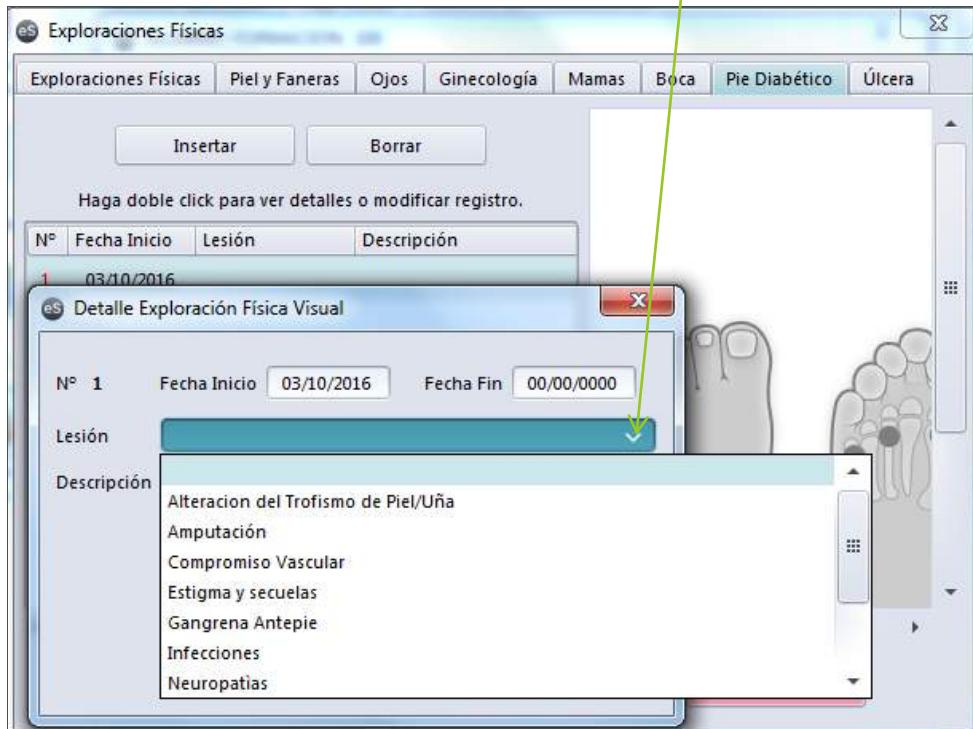 eS Exploraciones Físicas
Exploraciones Físicas Piel y Faneras Ojos Ginecología Mamas Boca Pie Diabético Úlcera
Insertar Borrar
Haga doble click para ver detalles o modificar registro.
Nº Fecha Inicio Lesión Descripción
1 03/10/2016
eS Detalle Exploración Física Visual
Nº 1 Fecha Inicio 03/10/2016 Fecha Fin 00/00/0000
Lesión
Descripción
Alteracion del Trofismo de Piel/Uña
Amputación
Compromiso Vascular
Estigma y secuelas
Gangrena Antepie
Infecciones
Neuropatìas